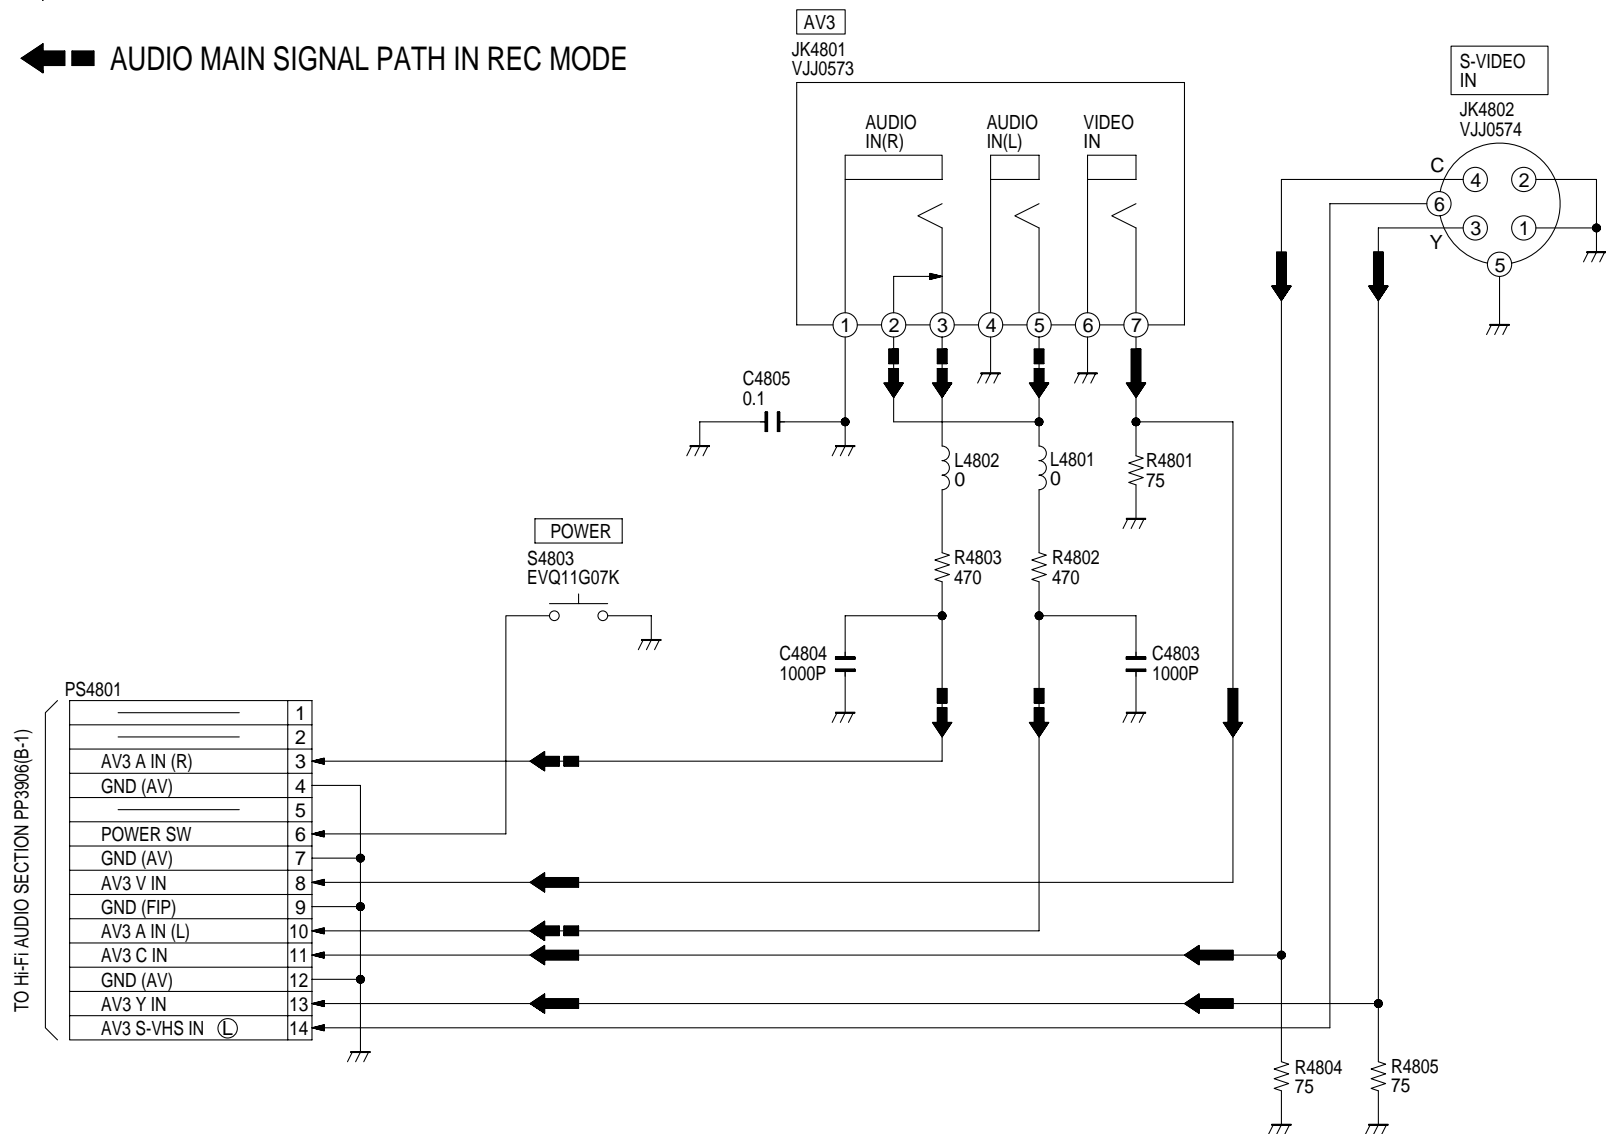 AUDIO MAIN SIGNAL PATH IN REC MODE
AV3
JK4801
VJJ0573
AUDIO
IN(R)
AUDIO
IN(L)
VIDEO
IN
1
2
3
4
5
6
7
S-VIDEO
IN
JK4802
VJJ0574
C
4
2
6
3
1
Y
5
C4805
0.1
L4802
0
L4801
0
R4801
75
POWER
S4803
EVQ11G07K
R4803
470
R4802
470
C4804
1000P
C4803
1000P
PS4801
TO Hi-Fi AUDIO SECTION PP3906(B-1)
1
2
AV3 A IN (R) 3
GND (AV) 4
5
POWER SW 6
GND (AV) 7
AV3 V IN 8
GND (FIP) 9
AV3 A IN (L) 10
AV3 C IN 11
GND (AV) 12
AV3 Y IN 13
AV3 S-VHS IN Ⓛ 14
R4804
75
R4805
75